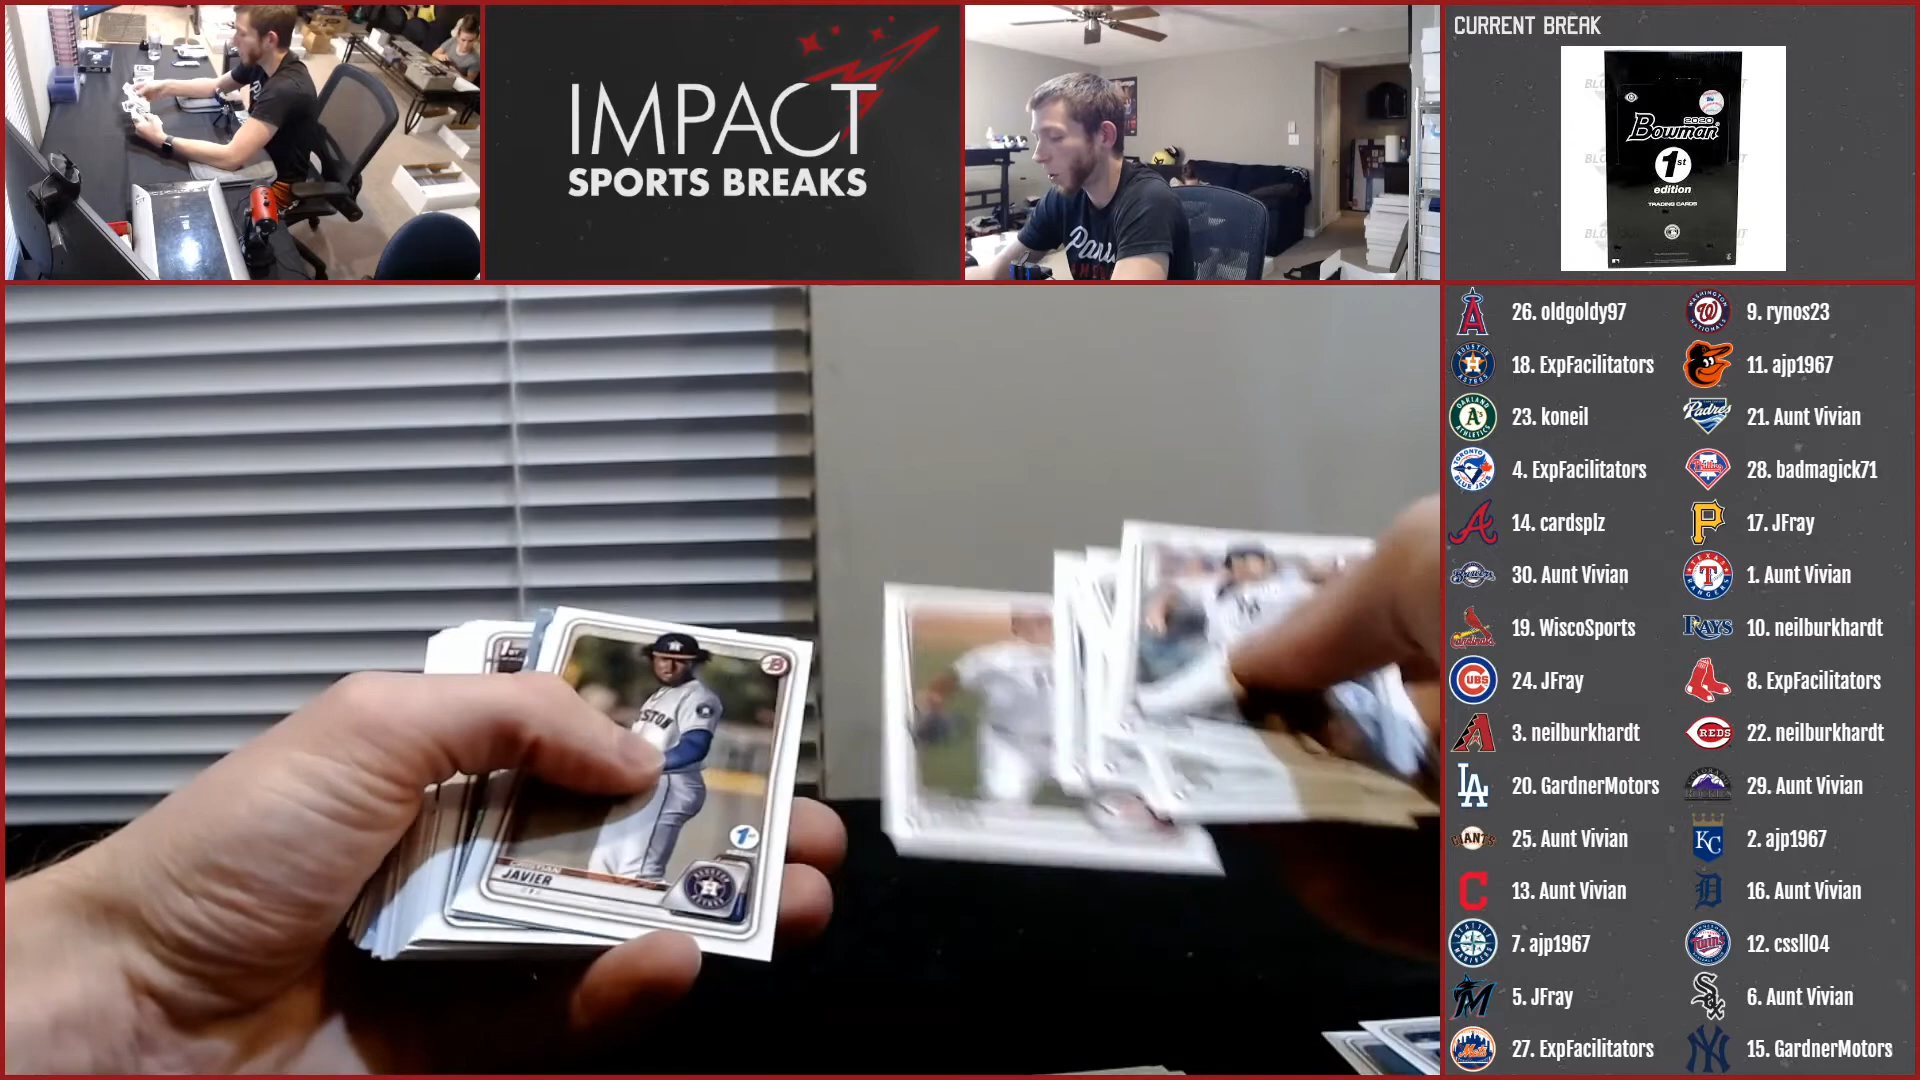 IMPACT
SPORTS BREAKS
CURRENT BREAK
2020
Bowman
1st
edition
TRADING CARDS
26. oldgoldy97
9. rynos23
18. ExpFacilitators
11. ajp1967
23. koneil
21. Aunt Vivian
4. ExpFacilitators
28. badmagick71
14. cardsplz
17. JFray
30. Aunt Vivian
1. Aunt Vivian
19. WiscoSports
10. neilburkhardt
24. JFray
8. ExpFacilitators
3. neilburkhardt
22. neilburkhardt
20. GardnerMotors
29. Aunt Vivian
25. Aunt Vivian
2. ajp1967
13. Aunt Vivian
16. Aunt Vivian
7. ajp1967
12. cssll04
5. JFray
6. Aunt Vivian
27. ExpFacilitators
15. GardnerMotors
JAVIER
1st